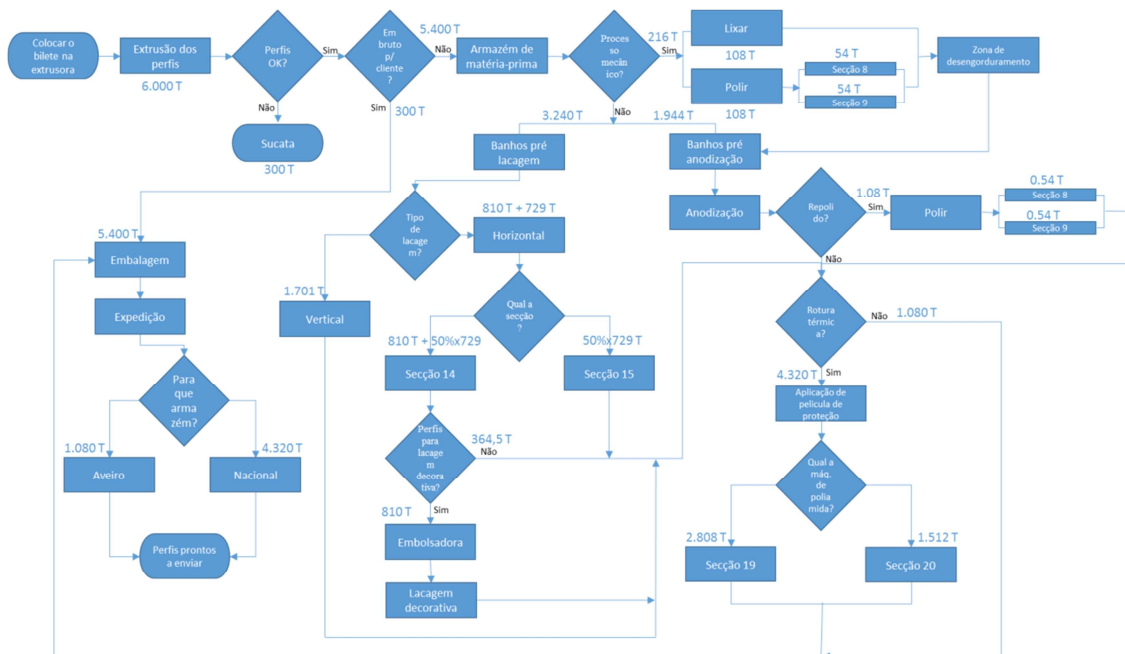 Colocar o
bilete na
extrusora
Extrusão dos
perfis
6.000 T
Perfis
OK?
Sim
Não
Sucata
300 T
Em
bruto
p/
cliente
?
5.400 T
Não
Sim
300 T
Armazém de
matéria-prima
Proces
so
mecân
ico?
216 T
Sim
Não
Lixar
108 T
Polir
108 T
54 T
Secção 8
54 T
Secção 9
Zona de
desengorduramento
3.240 T
1.944 T
Banhos pré
lacagem
Banhos pré
anodização
Tipo
de
lacage
m?
810 T + 729 T
Horizontal
Anodização
Repoli
do?
1.08 T
Sim
Não
Polir
0.54 T
Secção 8
0.54 T
Secção 9
5.400 T
Embalagem
Expedição
Para
que
arma
zém?
1.080 T
Aveiro
4.320 T
Nacional
Perfis prontos
a enviar
1.701 T
Vertical
Qual a
secção
?
810 T + 50%x729
Secção 14
50%x729 T
Secção 15
Perfis
para
lacage
m
decora
tiva?
364,5 T
Não
Sim
810 T
Embolsadora
Lacagem
decorativa
Rotura
térmic
a?
Não
1.080 T
Sim
4.320 T
Aplicação de
pelicula de
proteção
Qual a
máq.
de
polia
mida?
2.808 T
Secção 19
1.512 T
Secção 20